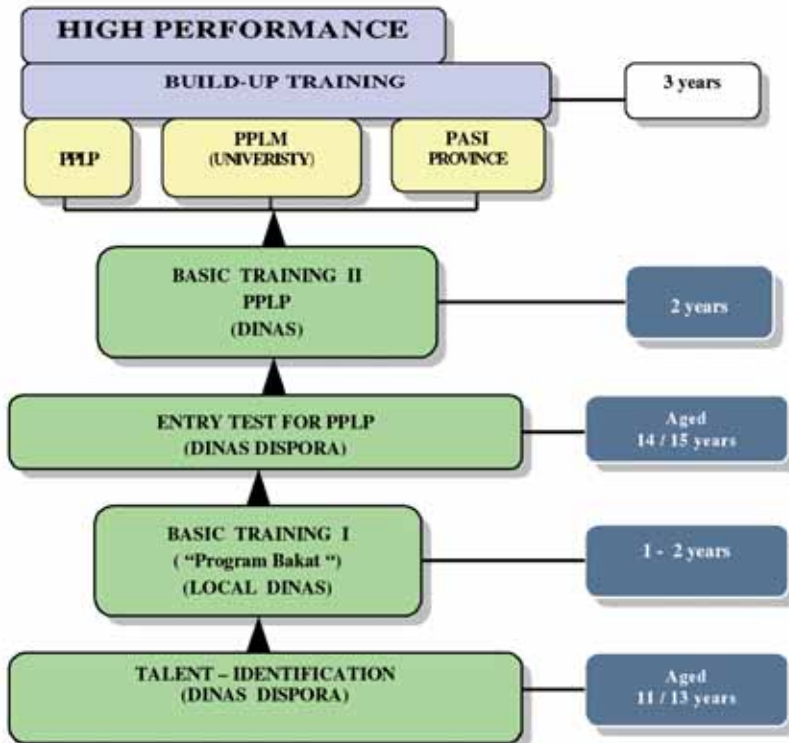 HIGH PERFORMANCE
BUILD-UP TRAINING
3 years
PPLP
PPLM
(UNIVERISTY)
PASI
PROVINCE
BASIC TRAINING II
PPLP
(DINAS)
2 years
ENTRY TEST FOR PPLP
(DINAS DISPORA)
Aged
14 / 15 years
BASIC TRAINING I
( “Program Bakat “)
(LOCAL DINAS)
1 - 2 years
TALENT – IDENTIFICATION
(DINAS DISPORA)
Aged
11 / 13 years